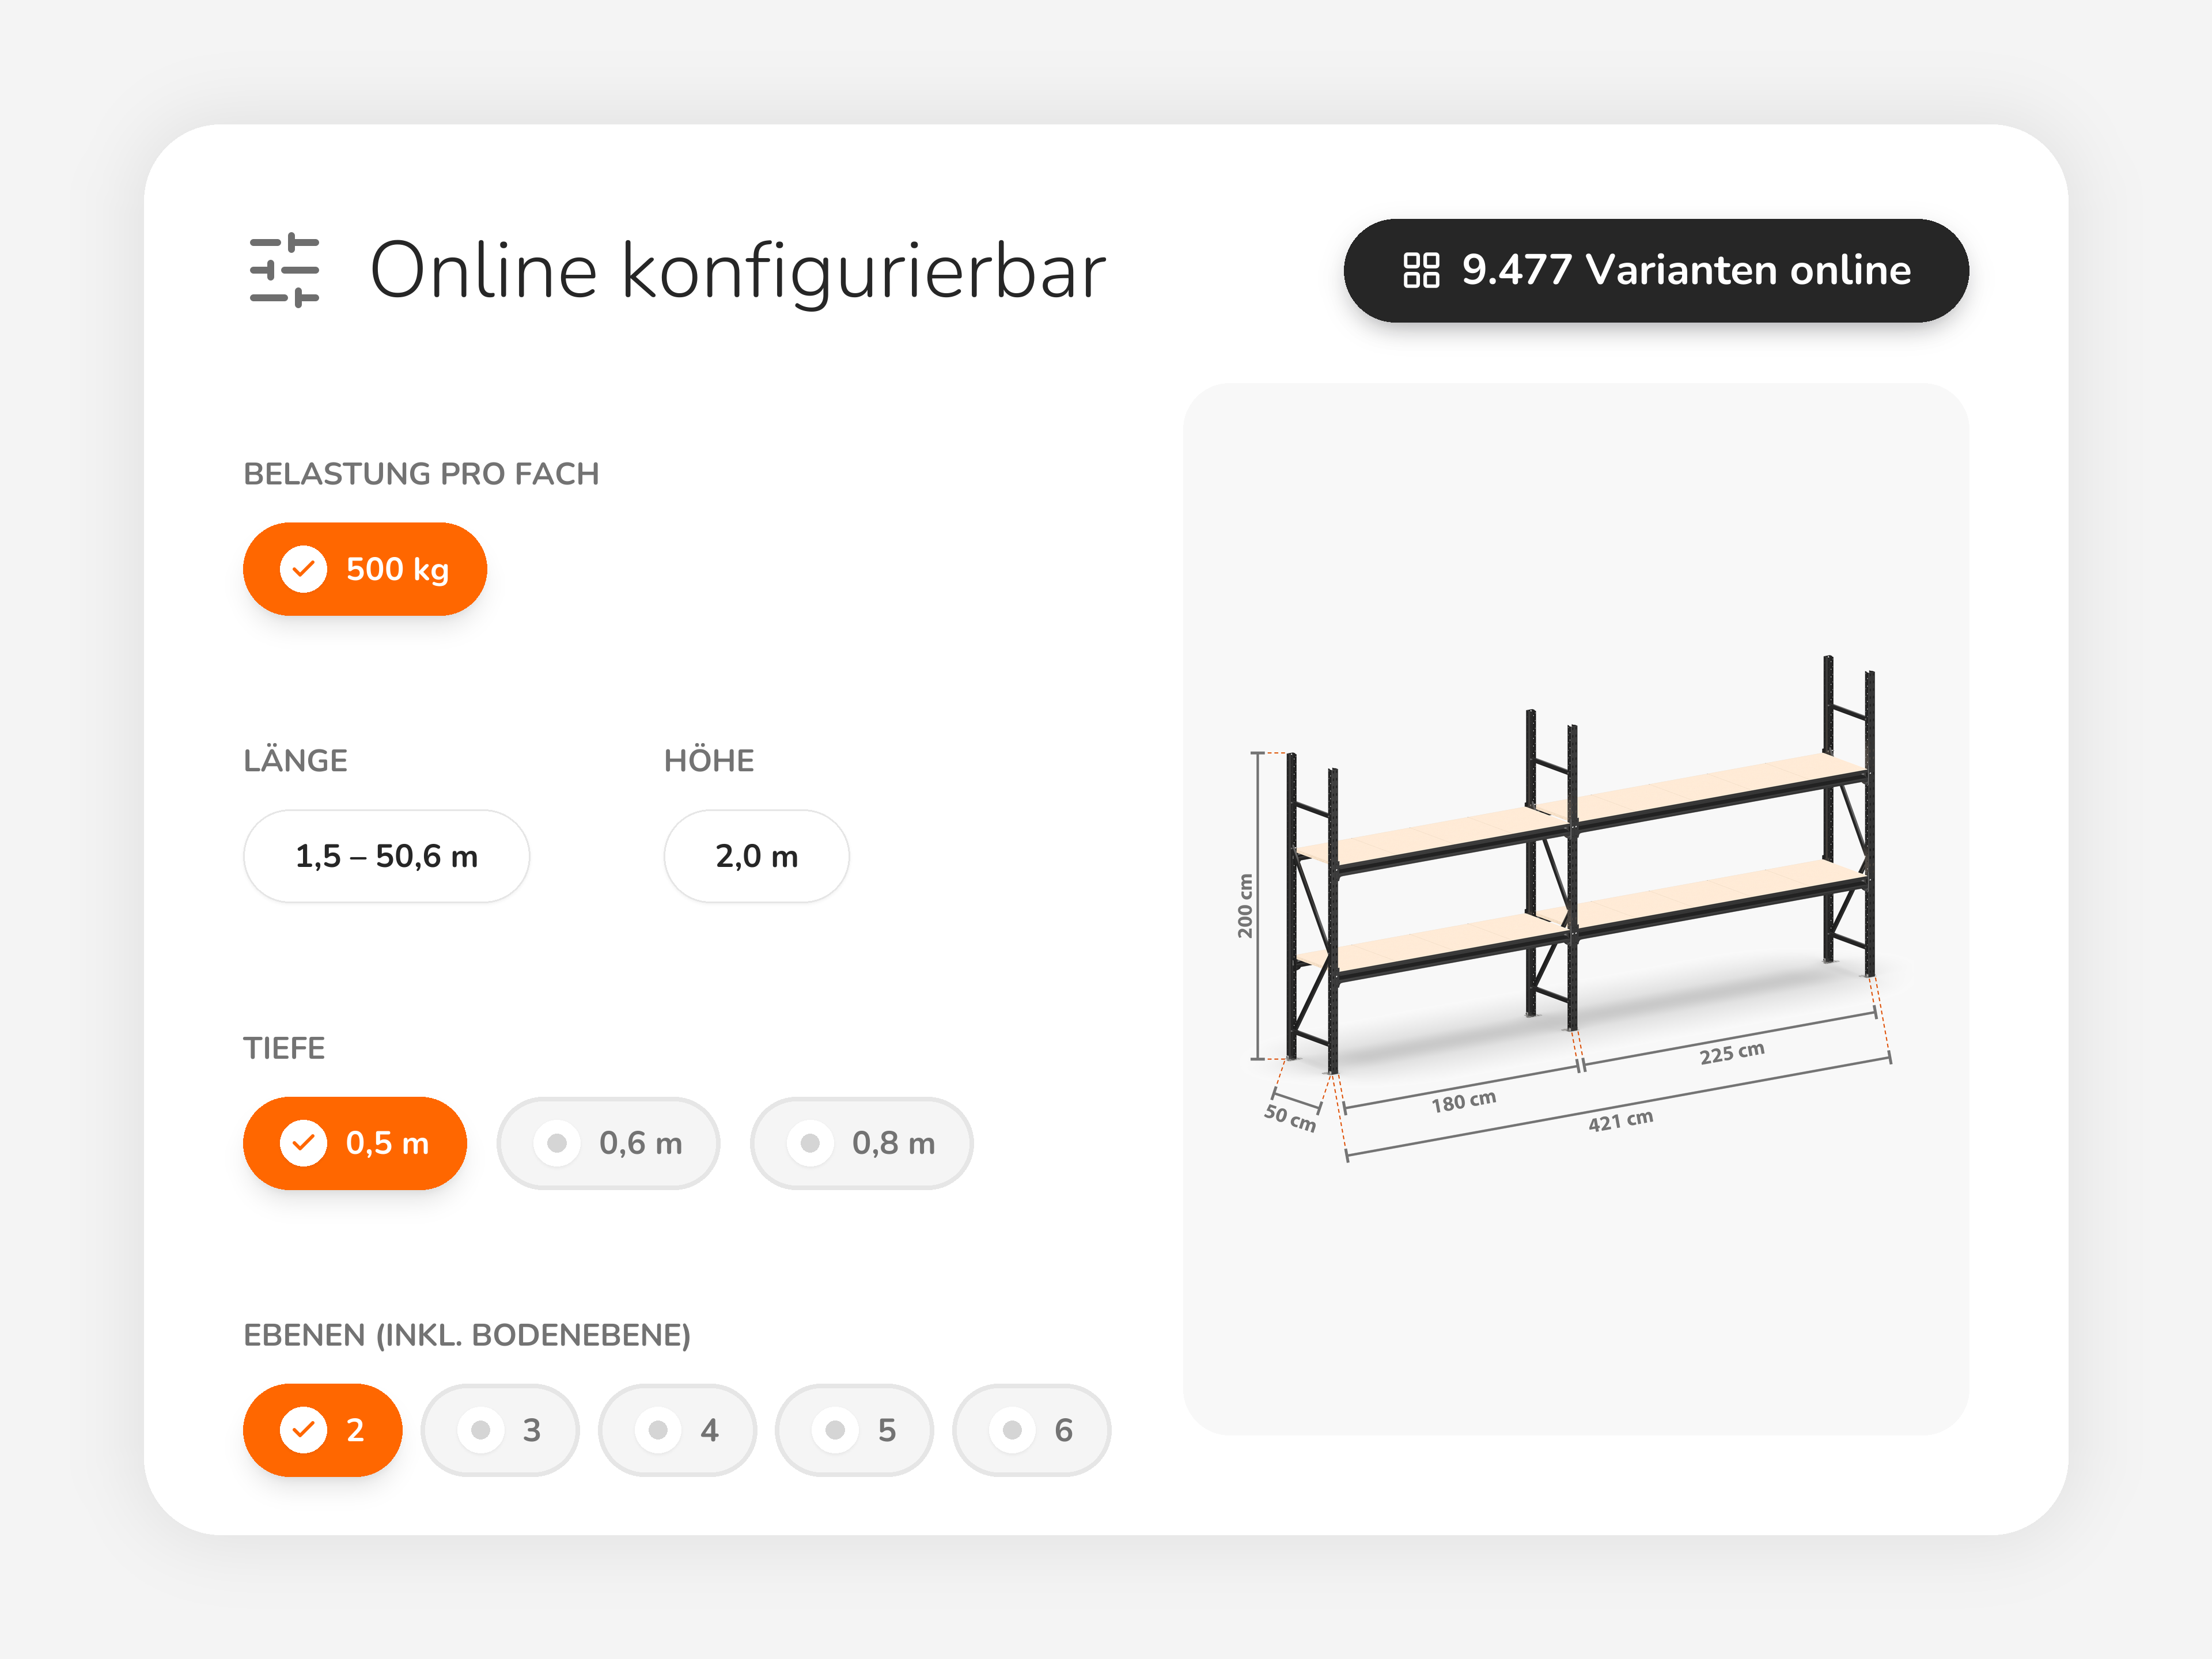 Online konfigurierbar
9.477 Varianten online
BELASTUNG PRO FACH
500 kg
LÄNGE
HÖHE
1,5 – 50,6 m
2,0 m
TIEFE
0,5 m
0,6 m
0,8 m
EBENEN (INKL. BODENEBENE)
2
3
4
5
6
200 cm
50 cm
180 cm
225 cm
421 cm